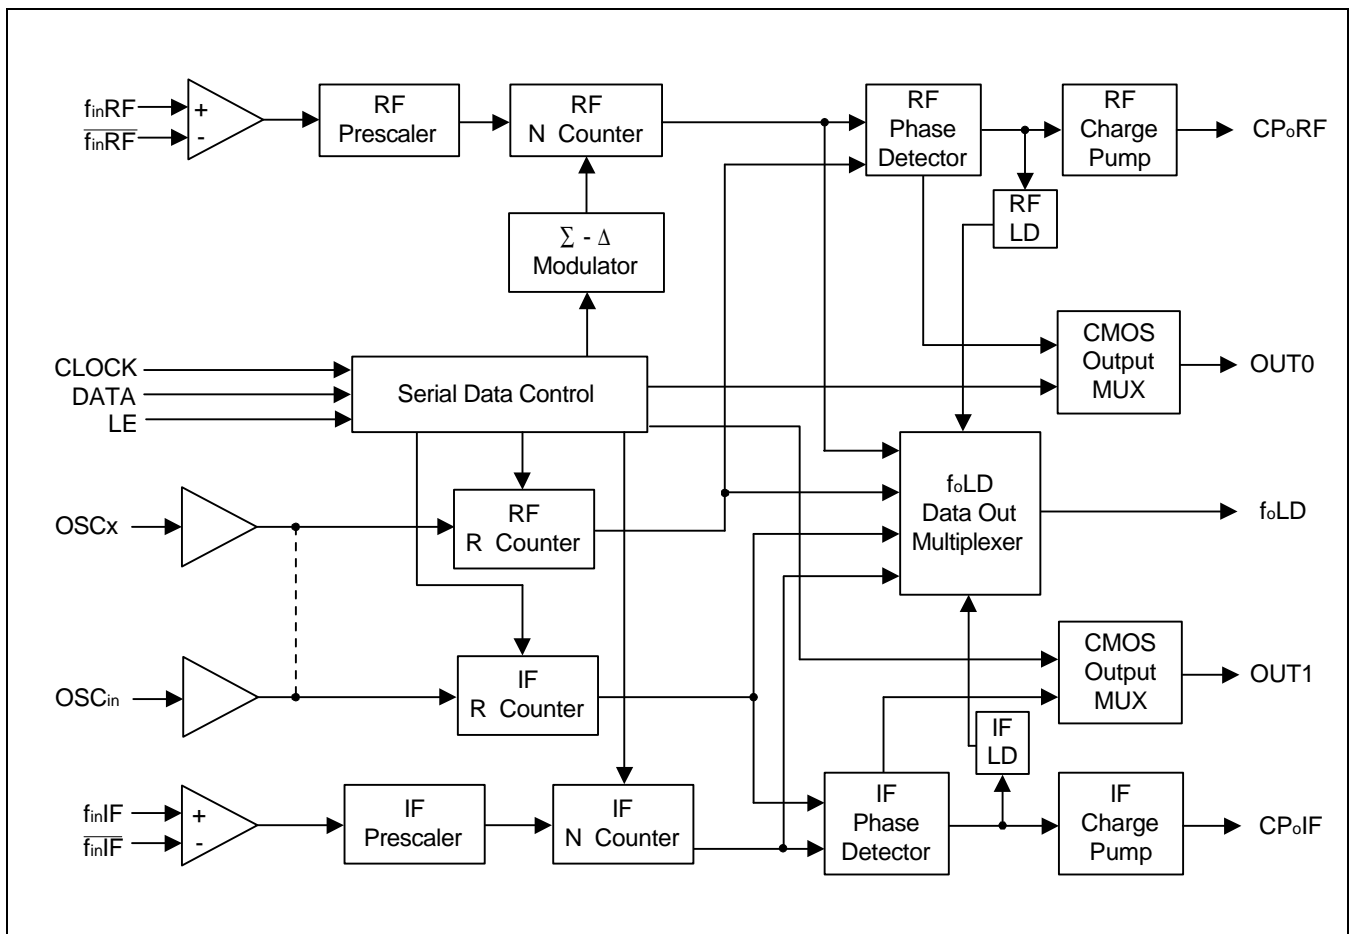 finRF
+
RF
Prescaler
RF
N Counter
RF
Phase
Detector
RF
Charge
Pump
CPoRF
finRF
-
RF
LD
Σ - Δ
Modulator
CLOCK
DATA
LE
Serial Data Control
CMOS
Output
MUX
OUT0
OSCx
RF
R Counter
foLD
Data Out
Multiplexer
foLD
OSCin
IF
R Counter
CMOS
Output
MUX
OUT1
IF
LD
finIF
+
finIF
-
IF
Prescaler
IF
N Counter
IF
Phase
Detector
IF
Charge
Pump
CPoIF